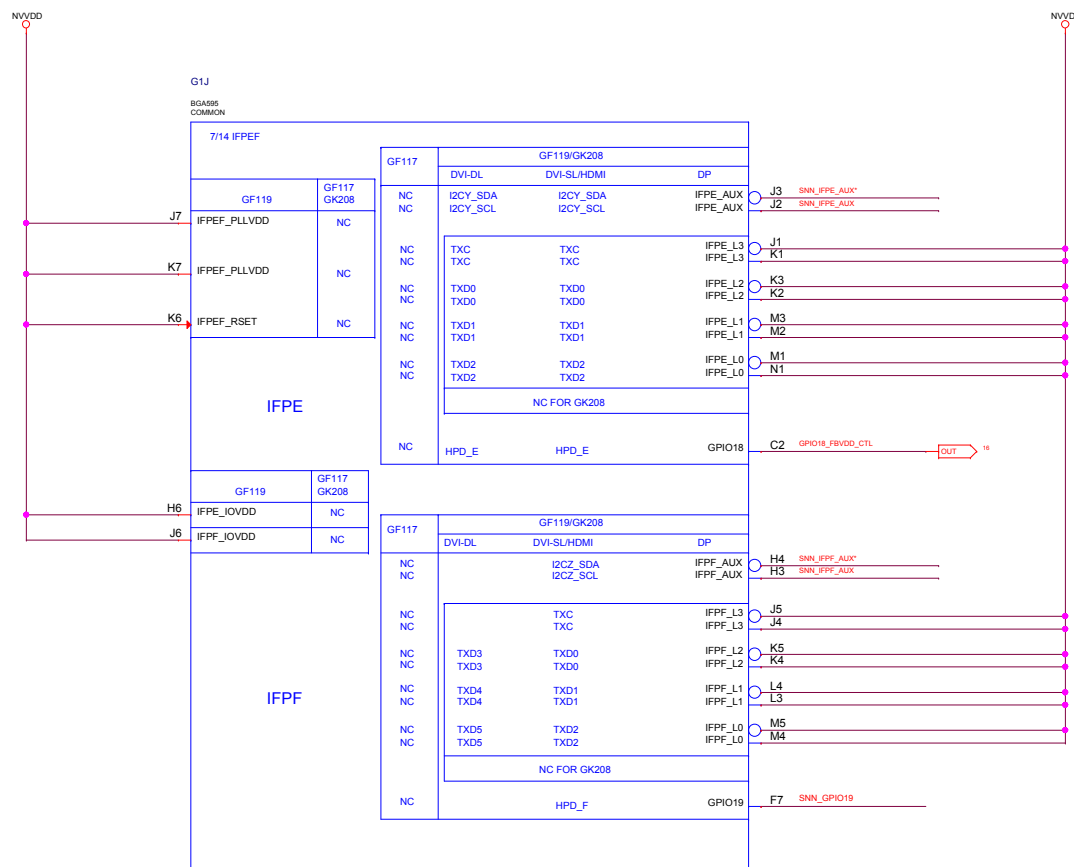 NVVDD
NVVD
G1J
BGA595
COMMON
7/14 IFPEF
GF119
GF117
GK208
J7 IFPEF_PLLVDD NC
K7 IFPEF_PLLVDD NC
K6 IFPEF_RSET NC
IFPE
GF117
GF119/GK208
DVI-DL DVI-SL/HDMI DP
NC I2CY_SDA I2CY_SDA IFPE_AUX J3 SNN_IFPE_AUX*
NC I2CY_SCL I2CY_SCL IFPE_AUX J2 SNN_IFPE_AUX
NC TXC TXC IFPE_L3 J1
NC TXC TXC IFPE_L3 K1
NC TXD0 TXD0 IFPE_L2 K3
NC TXD0 TXD0 IFPE_L2 K2
NC TXD1 TXD1 IFPE_L1 M3
NC TXD1 TXD1 IFPE_L1 M2
NC TXD2 TXD2 IFPE_L0 M1
NC TXD2 TXD2 IFPE_L0 N1
NC FOR GK208
NC HPD_E HPD_E GPIO18 C2 GPIO18_FBVDD_CTL OUT 16
GF119
GF117
GK208
H6 IFPE_IOVDD NC
J6 IFPF_IOVDD NC
IFPF
GF117
GF119/GK208
DVI-DL DVI-SL/HDMI DP
NC I2CZ_SDA IFPF_AUX H4 SNN_IFPF_AUX*
NC I2CZ_SCL IFPF_AUX H3 SNN_IFPF_AUX
NC TXC IFPF_L3 J5
NC TXC IFPF_L3 J4
NC TXD3 TXD0 IFPF_L2 K5
NC TXD3 TXD0 IFPF_L2 K4
NC TXD4 TXD1 IFPF_L1 L4
NC TXD4 TXD1 IFPF_L1 L3
NC TXD5 TXD2 IFPF_L0 M5
NC TXD5 TXD2 IFPF_L0 M4
NC FOR GK208
NC HPD_F GPIO19 F7 SNN_GPIO19